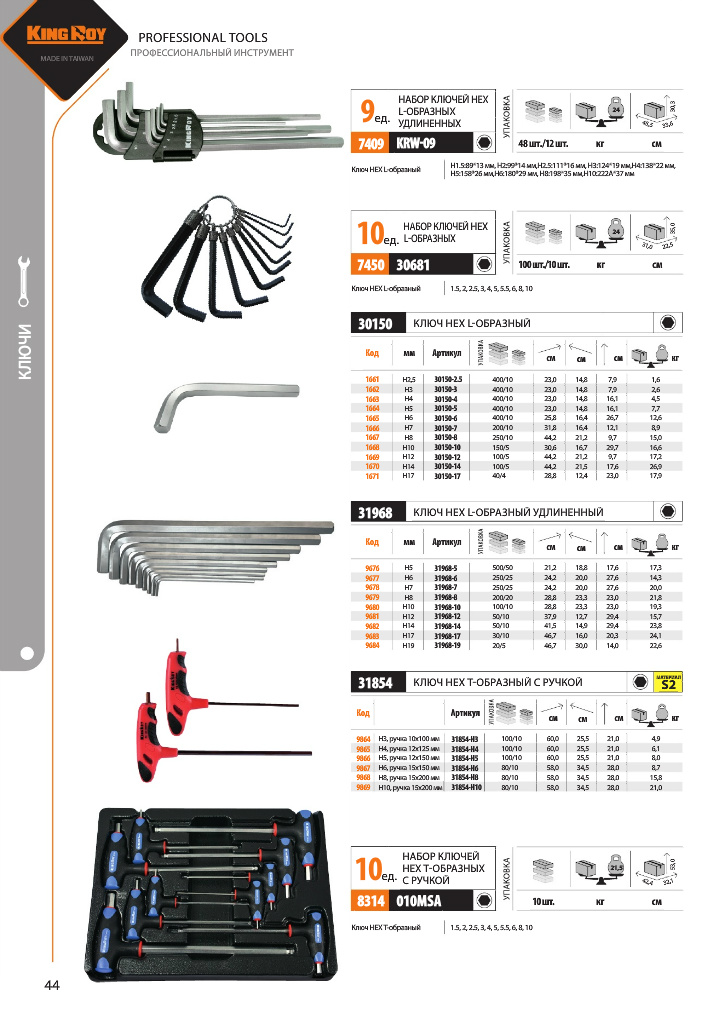 KING ROY
MADE IN TAIWAN
PROFESSIONAL TOOLS
ПРОФЕССИОНАЛЬНЫЙ ИНСТРУМЕНТ
КЛЮЧИ
9 ед.
НАБОР КЛЮЧЕЙ HEX
L-ОБРАЗНЫХ
УДЛИНЕННЫХ
7409 KRW-09
УПАКОВКА
24
48,5 33,6 30,3
48 шт./12 шт. кг см
Ключ HEX L-образный
H1.5:89*13 мм, H2:99*14 мм,H2.5:111*16 мм, H3:124*19 мм,H4:138*22 мм,
H5:158*26 мм,H6:180*29 мм, H8:198*35 мм,H10:222A*37 мм
10 ед.
НАБОР КЛЮЧЕЙ HEX
L-ОБРАЗНЫХ
7450 30681
УПАКОВКА
24
51,0 22,5 35,0
100 шт./10 шт. кг см
Ключ HEX L-образный 1.5, 2, 2.5, 3, 4, 5, 5.5, 6, 8, 10
30150 КЛЮЧ HEX L-ОБРАЗНЫЙ
Код мм Артикул УПАКОВКА см см см кг
1661 H2,5 30150-2.5 400/10 23,0 14,8 7,9 1,6
1662 H3 30150-3 400/10 23,0 14,8 7,9 2,6
1663 H4 30150-4 400/10 23,0 14,8 16,1 4,5
1664 H5 30150-5 400/10 23,0 14,8 16,1 7,7
1665 H6 30150-6 400/10 25,8 16,4 26,7 12,6
1666 H7 30150-7 200/10 31,8 16,4 12,1 8,9
1667 H8 30150-8 250/10 44,2 21,2 9,7 15,0
1668 H10 30150-10 150/5 30,6 16,7 29,7 16,6
1669 H12 30150-12 100/5 44,2 21,2 9,7 17,2
1670 H14 30150-14 100/5 44,2 21,5 17,6 26,9
1671 H17 30150-17 40/4 28,8 12,4 23,0 17,9
31968 КЛЮЧ HEX L-ОБРАЗНЫЙ УДЛИНЕННЫЙ
Код мм Артикул УПАКОВКА см см см кг
9676 H5 31968-5 500/50 21,2 18,8 17,6 17,3
9677 H6 31968-6 250/25 24,2 20,0 27,6 14,3
9678 H7 31968-7 250/25 24,2 20,0 27,6 20,0
9679 H8 31968-8 200/20 28,8 23,3 23,0 21,8
9680 H10 31968-10 100/10 28,8 23,3 23,0 19,3
9681 H12 31968-12 50/10 37,9 12,7 29,4 15,7
9682 H14 31968-14 50/10 41,5 14,9 29,4 23,8
9683 H17 31968-17 30/10 46,7 16,0 20,3 24,1
9684 H19 31968-19 20/5 46,7 30,0 14,0 22,6
31854 КЛЮЧ HEX Т-ОБРАЗНЫЙ С РУЧКОЙ
МАТЕРИАЛ
S2
Код Артикул УПАКОВКА см см см кг
9864 H3, ручка 10x100 мм 31854-H3 100/10 60,0 25,5 21,0 4,9
9865 H4, ручка 12x125 мм 31854-H4 100/10 60,0 25,5 21,0 6,1
9866 H5, ручка 12x150 мм 31854-H5 100/10 60,0 25,5 21,0 8,0
9867 H6, ручка 15x150 мм 31854-H6 80/10 58,0 34,5 28,0 8,7
9868 H8, ручка 15x200 мм 31854-H8 80/10 58,0 34,5 28,0 15,8
9869 H10, ручка 15x200 мм 31854-H10 80/10 58,0 34,5 28,0 21,0
10 ед.
НАБОР КЛЮЧЕЙ
HEX Т-ОБРАЗНЫХ
С РУЧКОЙ
8314 010MSA
УПАКОВКА
21,5
42,4 32,1 53,0
10 шт. кг см
Ключ HEX Т-образный 1.5, 2, 2.5, 3, 4, 5, 5.5, 6, 8, 10
44